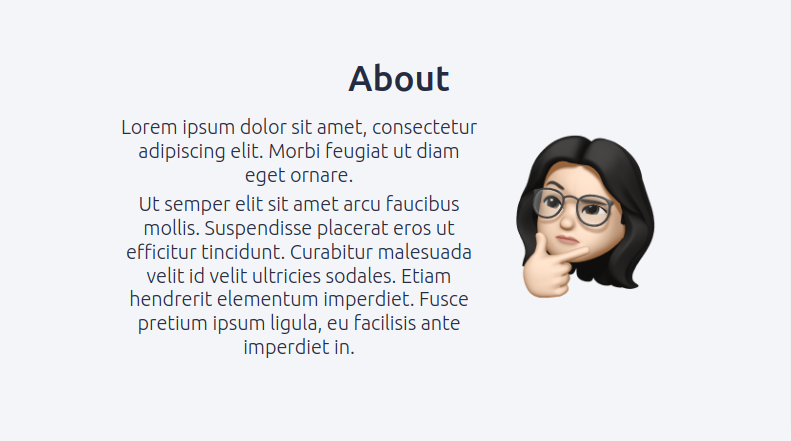 About
Lorem ipsum dolor sit amet, consectetur
adipiscing elit. Morbi feugiat ut diam
eget ornare.
Ut semper elit sit amet arcu faucibus
mollis. Suspendisse placerat eros ut
efficitur tincidunt. Curabitur malesuada
velit id velit ultricies sodales. Etiam
hendrerit elementum imperdiet. Fusce
pretium ipsum ligula, eu facilisis ante
imperdiet in.